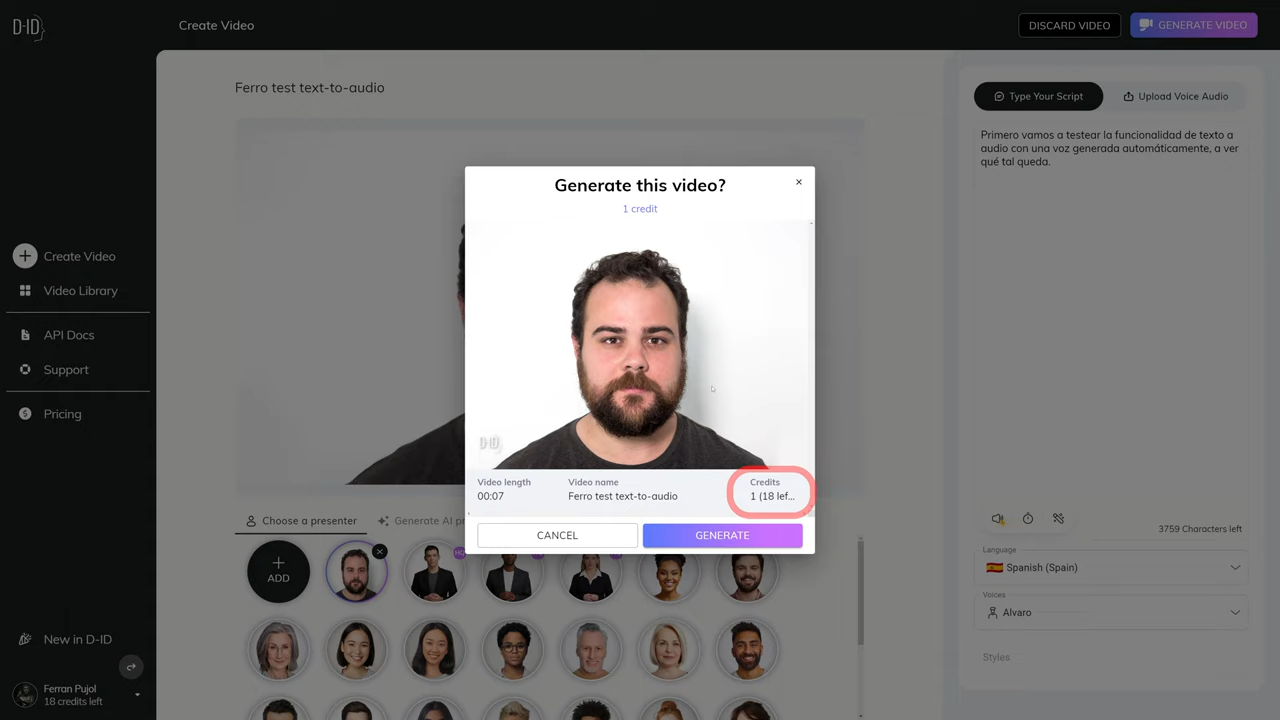 D-ID
Create Video
DISCARD VIDEO
GENERATE VIDEO
Ferro test text-to-audio
Type Your Script
Upload Voice Audio
Primero vamos a testear la funcionalidad de texto a
audio con una voz generada automáticamente, a ver
qué tal queda.
Generate this video?
1 credit
D-ID
Video length
Video name
Credits
00:07
Ferro test text-to-audio
1 (18 lef...
CANCEL
GENERATE
Create Video
Video Library
API Docs
Support
Pricing
New in D-ID
Ferran Pujol
18 credits left
Choose a presenter
Generate AI pr
ADD
3759 Characters left
Language
Spanish (Spain)
Voices
Alvaro
Styles